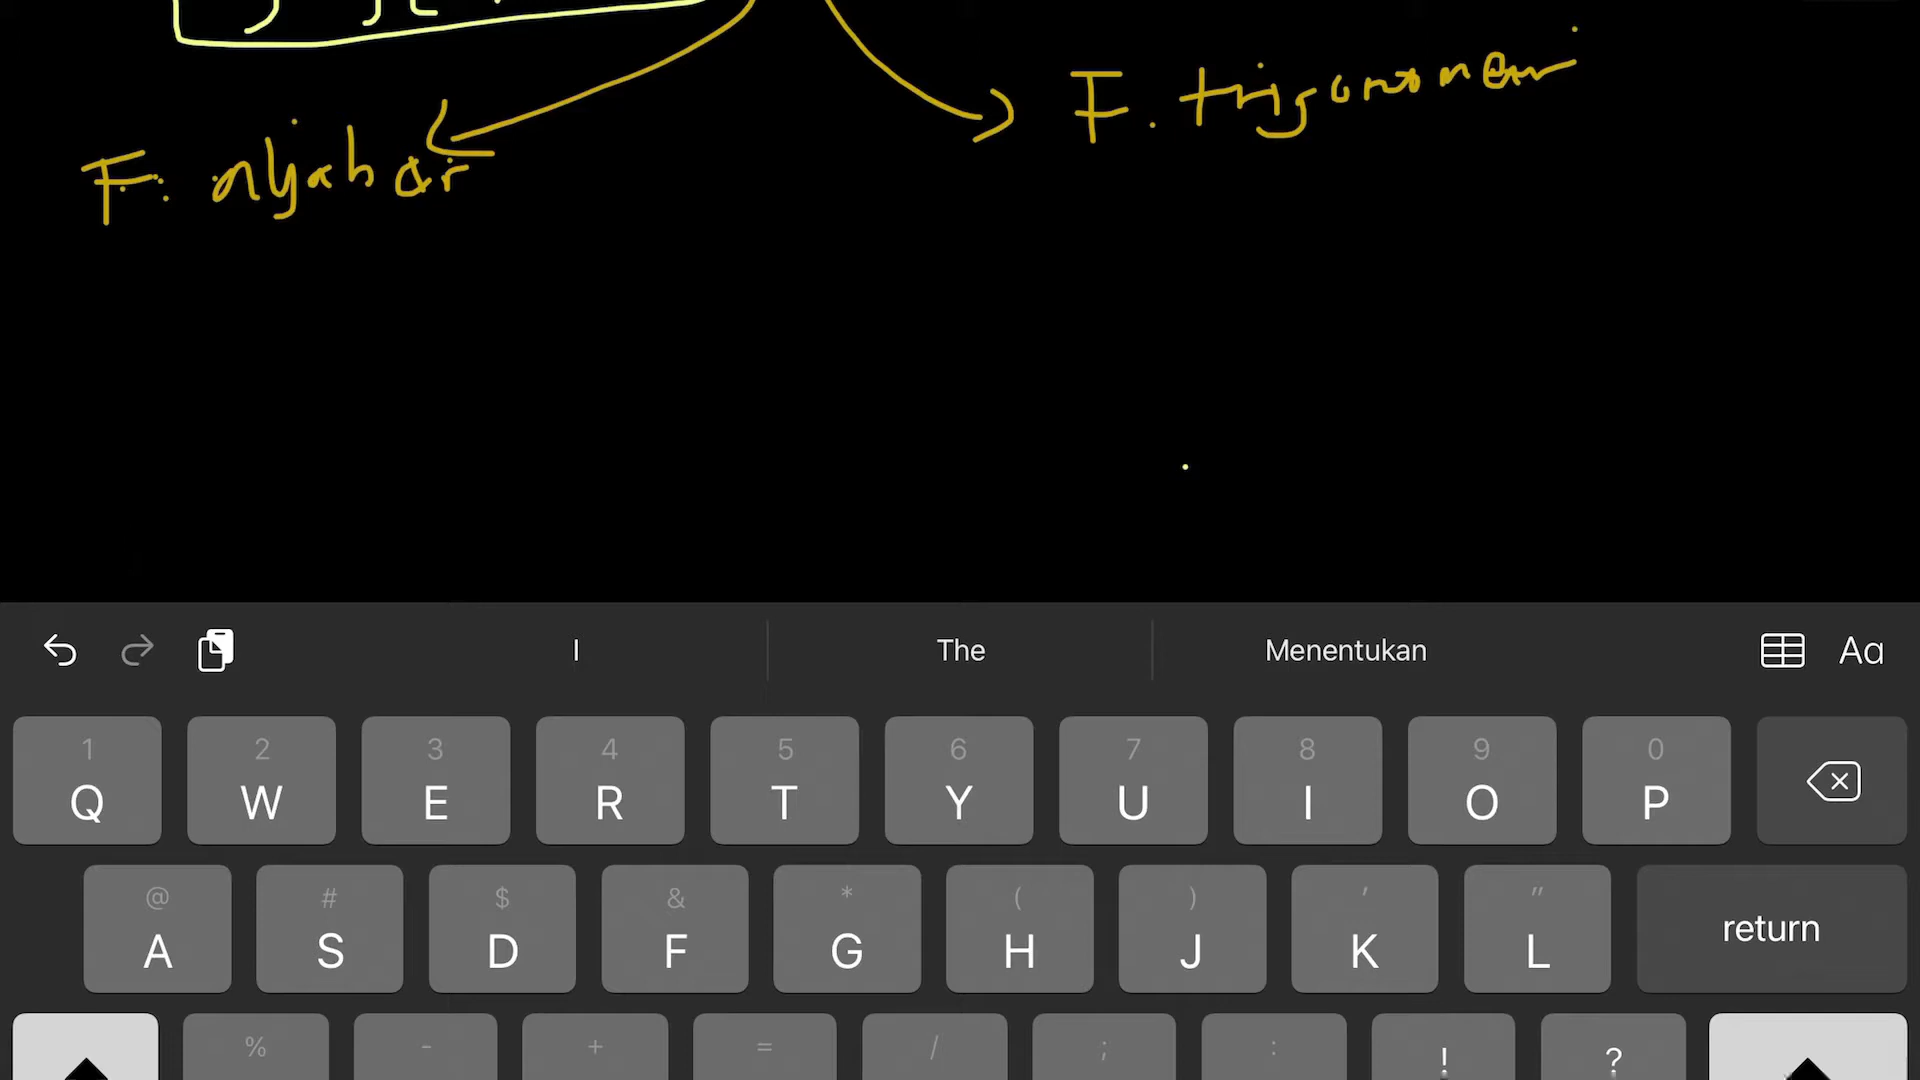 F. trigonometri
F. aljabar
I The Menentukan Aa
1 2 3 4 5 6 7 8 9 0
Q W E R T Y U I O P
@ # $ & * ( ) ' "
A S D F G H J K L return
% - + = / ; : ! ?